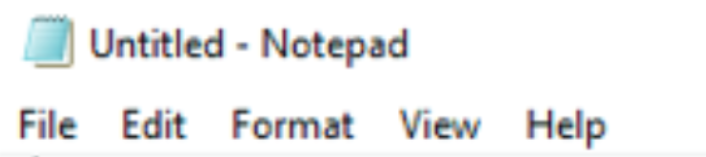 Untitled - Notepad
File Edit Format View Help